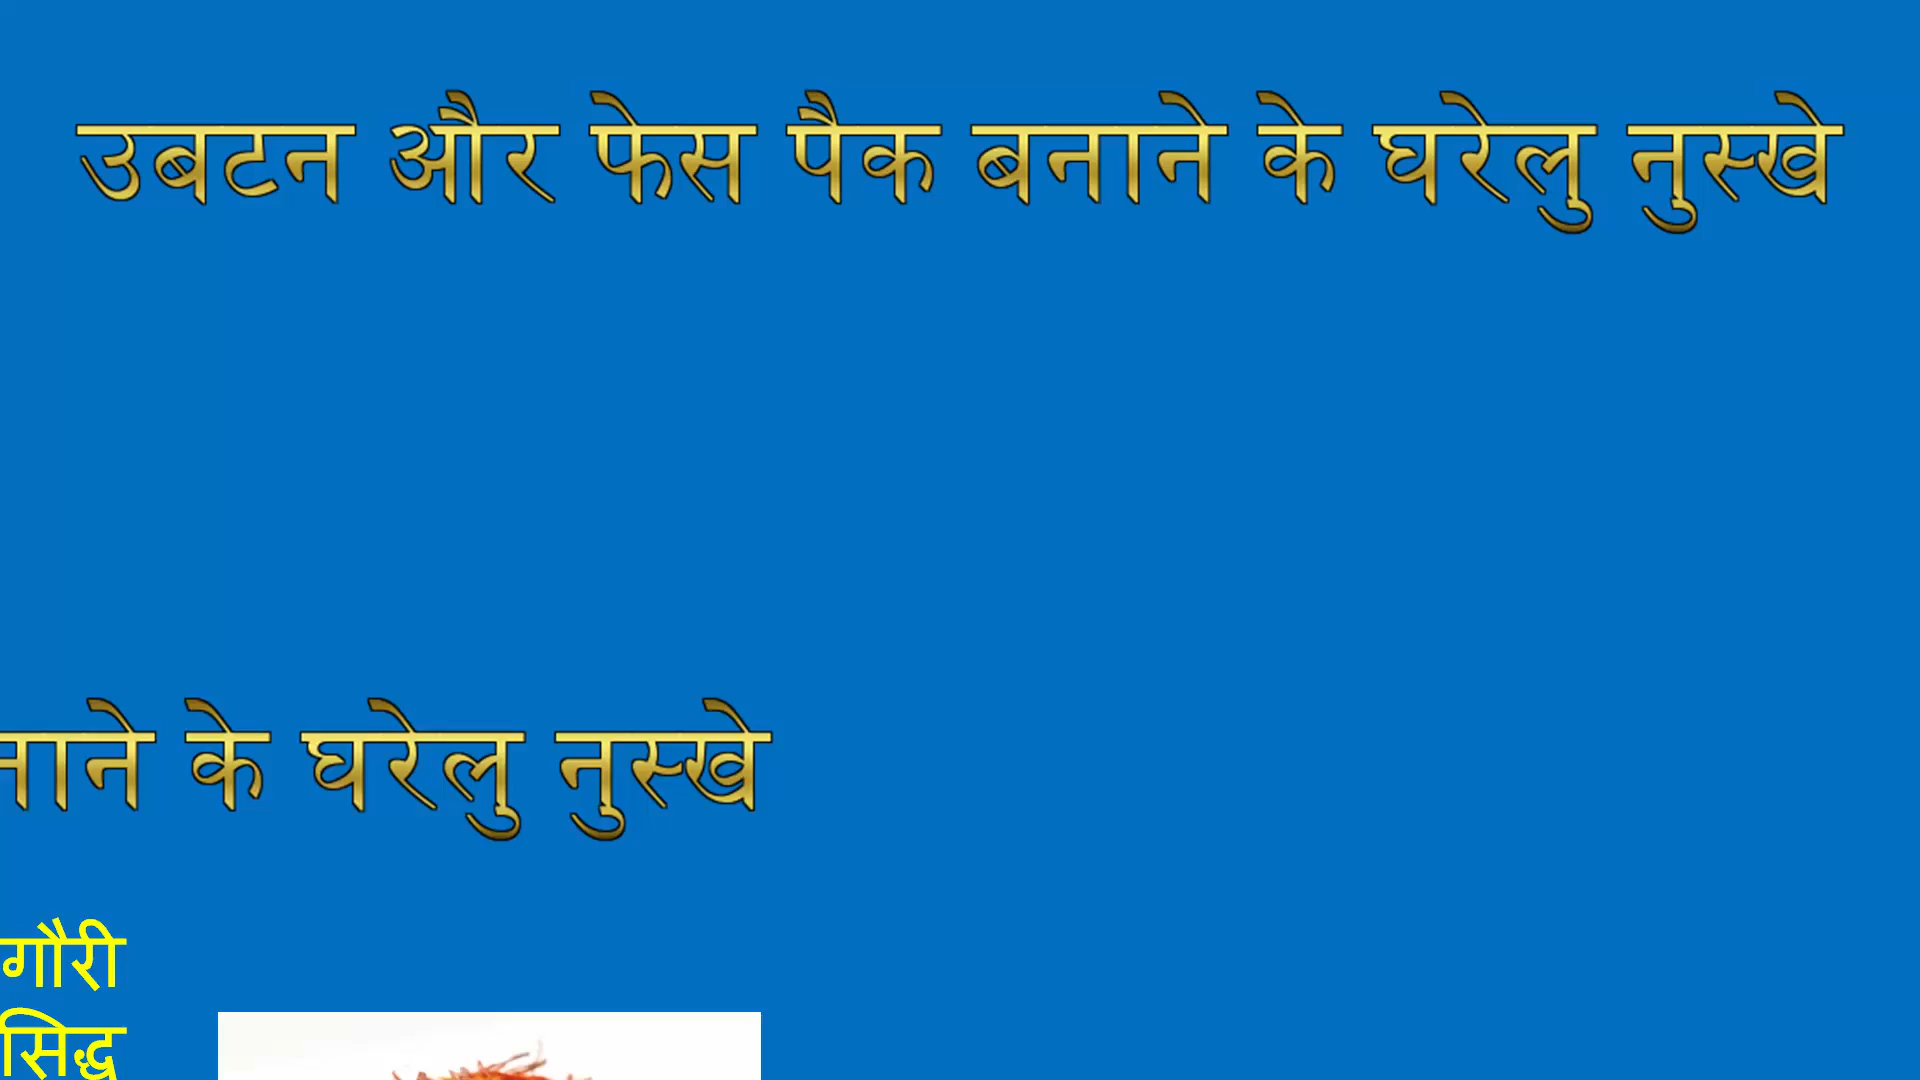 उबटन और फेस पैक बनाने के घरेलु नुस्खे
नाने के घरेलु नुस्खे
गौरी
सिद्ध